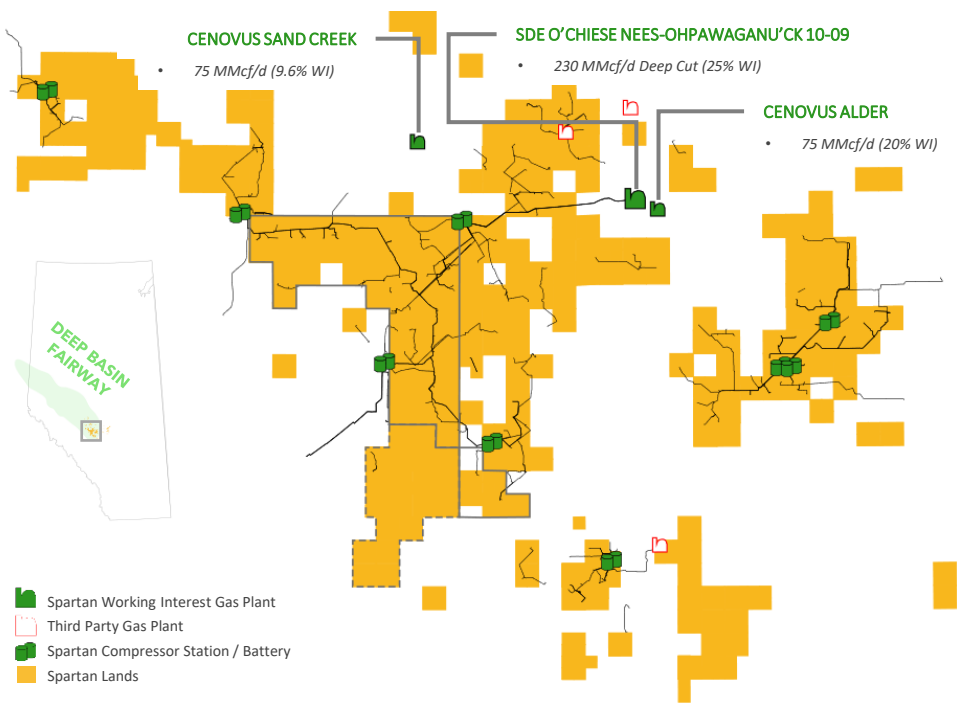 CENOVUS SAND CREEK
• 75 MMcf/d (9.6% WI)
SDE O’CHIESE NEES-OHPAWAGANU’CK 10-09
• 230 MMcf/d Deep Cut (25% WI)
CENOVUS ALDER
• 75 MMcf/d (20% WI)
DEEP BASIN
FAIRWAY
Spartan Working Interest Gas Plant
Third Party Gas Plant
Spartan Compressor Station / Battery
Spartan Lands